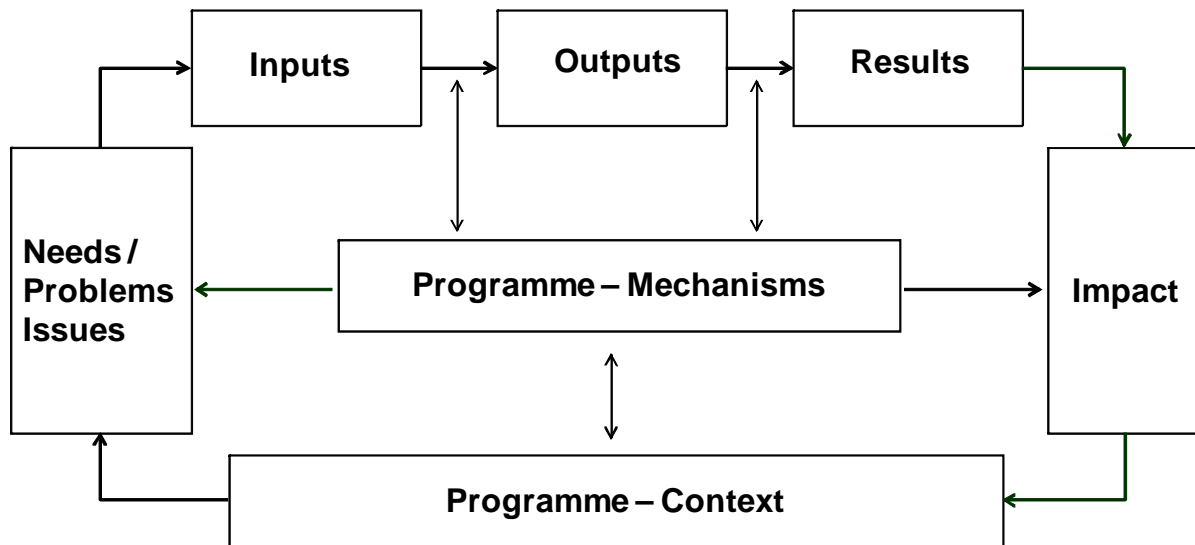 Inputs
Outputs
Results
Needs /
Problems
Issues
Programme – Mechanisms
Impact
Programme – Context